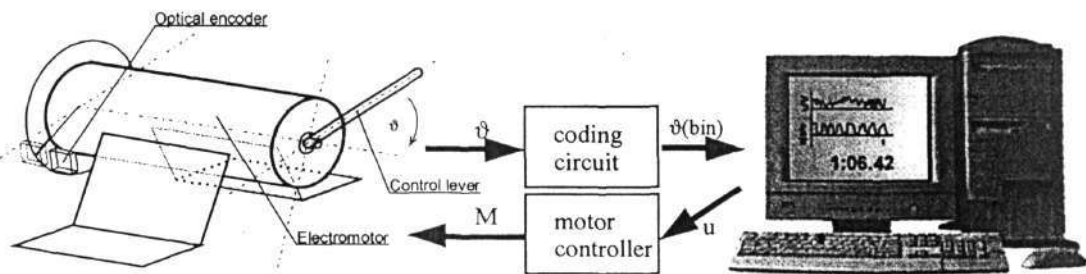 Optical encoder
ϑ
Control lever
Electromotor
ϑ
coding
circuit
ϑ(bin)
M
motor
controller
u
1:06.42